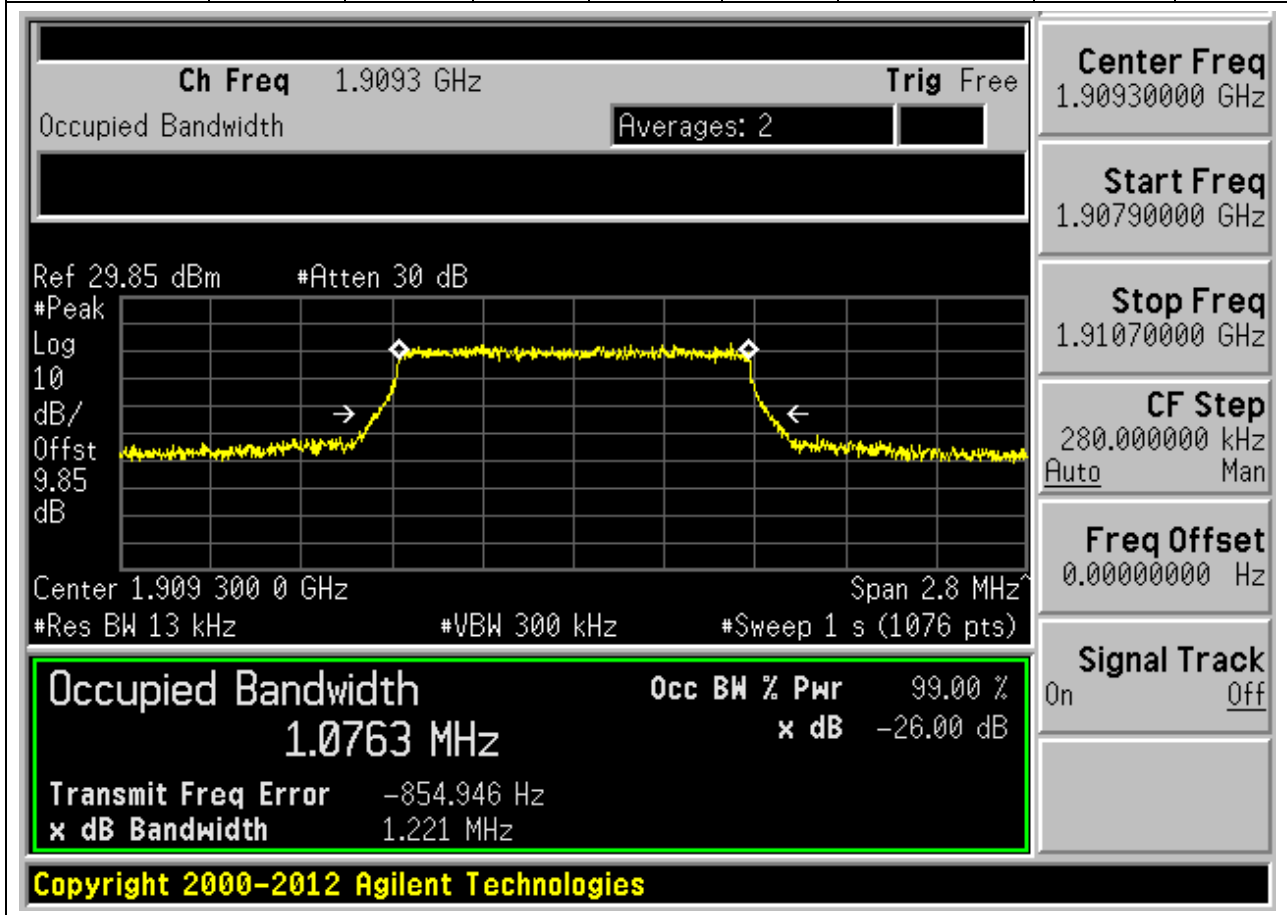 Ch Freq 1.9093 GHz Trig Free
Occupied Bandwidth Averages: 2
Ref 29.85 dBm #Atten 30 dB
#Peak
Log
10
dB/
Offst
9.85
dB
Center 1.909 300 0 GHz Span 2.8 MHz^
#Res BW 13 kHz #VBW 300 kHz #Sweep 1 s (1076 pts)
Occupied Bandwidth Occ BW % Pwr 99.00 %
1.0763 MHz x dB -26.00 dB
Transmit Freq Error -854.946 Hz
x dB Bandwidth 1.221 MHz
Copyright 2000-2012 Agilent Technologies
Center Freq
1.90930000 GHz
Start Freq
1.90790000 GHz
Stop Freq
1.91070000 GHz
CF Step
280.000000 kHz
Auto Man
Freq Offset
0.00000000 Hz
Signal Track
On Off